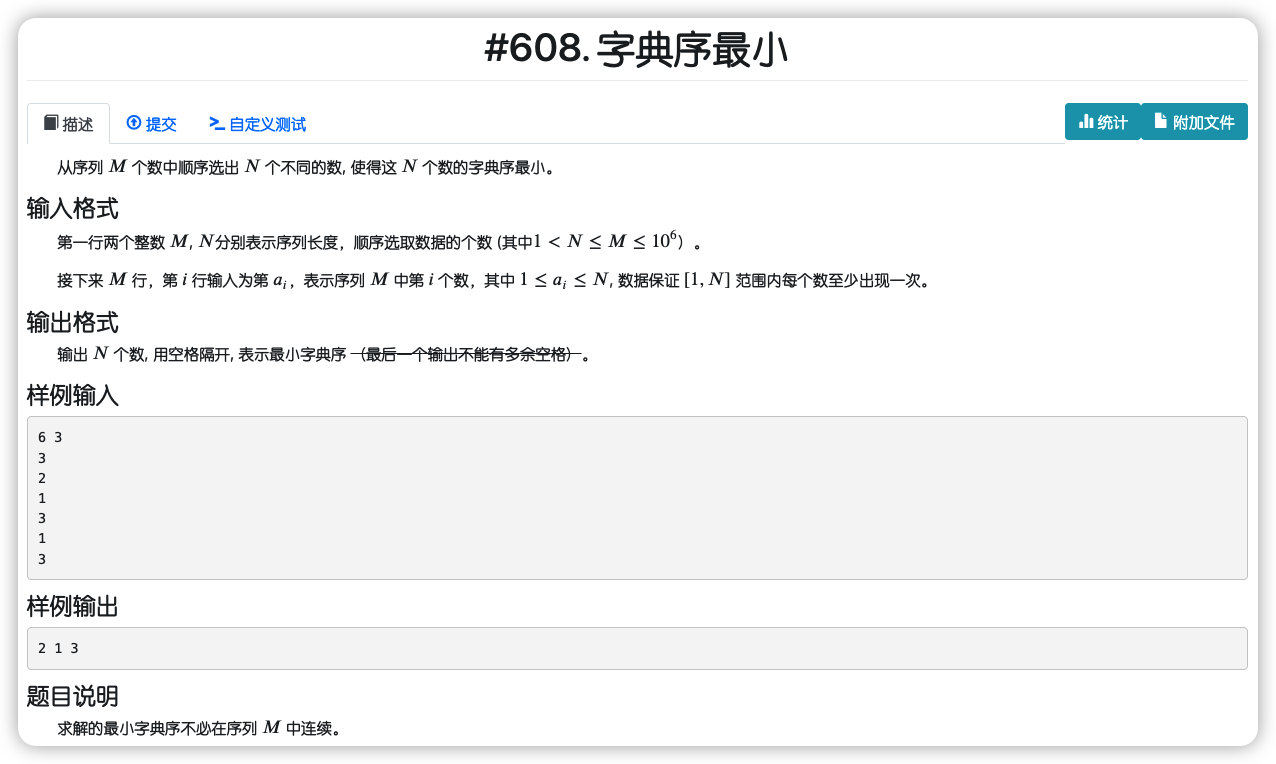 #608. 字典序最小
描述 提交 自定义测试 统计 附加文件
从序列 M 个数中顺序选出 N 个不同的数, 使得这 N 个数的字典序最小。
输入格式
第一行两个整数 M, N分别表示序列长度，顺序选取数据的个数 (其中1 < N ≤ M ≤ 10⁶）。
接下来 M 行，第 i 行输入为第 aᵢ，表示序列 M 中第 i 个数，其中 1 ≤ aᵢ ≤ N, 数据保证 [1, N] 范围内每个数至少出现一次。
输出格式
输出 N 个数, 用空格隔开, 表示最小字典序 （最后一个输出不能有多余空格）。
样例输入
6 3
3
2
1
3
1
3
样例输出
2 1 3
题目说明
求解的最小字典序不必在序列 M 中连续。